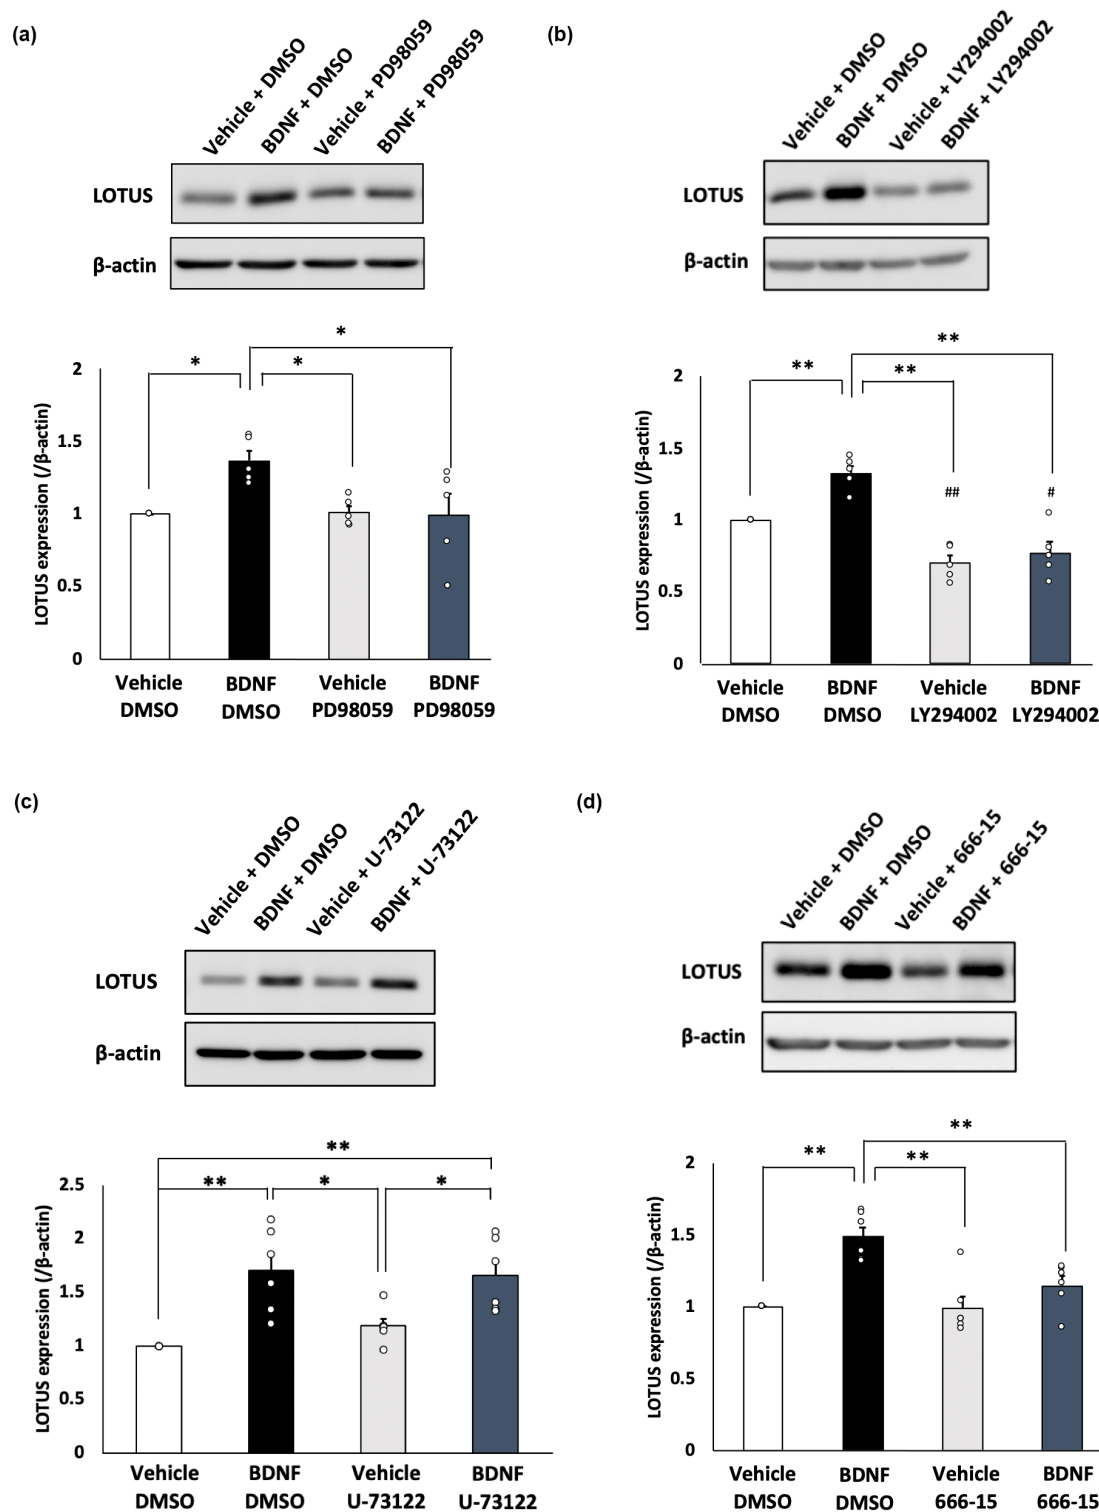 (a)
Vehicle + DMSO
BDNF + DMSO
Vehicle + PD98059
BDNF + PD98059
LOTUS
β-actin
*
*
*
2
1.5
1
0.5
0
LOTUS expression (/β-actin)
Vehicle
DMSO
BDNF
DMSO
Vehicle
PD98059
BDNF
PD98059
(b)
Vehicle + DMSO
BDNF + DMSO
Vehicle + LY294002
BDNF + LY294002
LOTUS
β-actin
**
**
**
##
#
2
1.5
1
0.5
0
LOTUS expression (/β-actin)
Vehicle
DMSO
BDNF
DMSO
Vehicle
LY294002
BDNF
LY294002
(c)
Vehicle + DMSO
BDNF + DMSO
Vehicle + U-73122
BDNF + U-73122
LOTUS
β-actin
**
**
*
*
2.5
2
1.5
1
0.5
0
LOTUS expression (/β-actin)
Vehicle
DMSO
BDNF
DMSO
Vehicle
U-73122
BDNF
U-73122
(d)
Vehicle + DMSO
BDNF + DMSO
Vehicle + 666-15
BDNF + 666-15
LOTUS
β-actin
**
**
**
2
1.5
1
0.5
0
LOTUS expression (/β-actin)
Vehicle
DMSO
BDNF
DMSO
Vehicle
666-15
BDNF
666-15